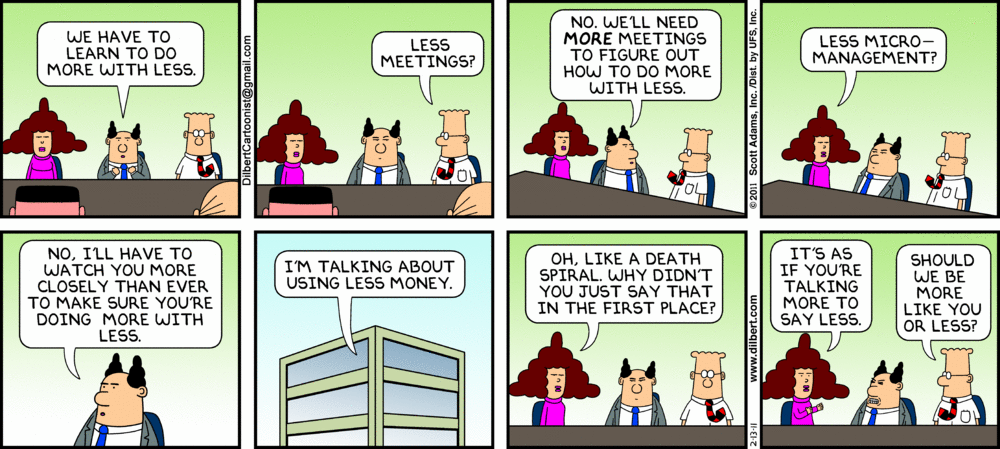 WE HAVE TO
LEARN TO DO
MORE WITH LESS.
DilbertCartoonist@gmail.com
LESS
MEETINGS?
NO. WE'LL NEED
MORE MEETINGS
TO FIGURE OUT
HOW TO DO MORE
WITH LESS.
© 2011 Scott Adams, Inc. /Dist. by UFS, Inc.
LESS MICRO-
MANAGEMENT?
NO, I'LL HAVE TO
WATCH YOU MORE
CLOSELY THAN EVER
TO MAKE SURE YOU'RE
DOING MORE WITH
LESS.
I'M TALKING ABOUT
USING LESS MONEY.
OH, LIKE A DEATH
SPIRAL. WHY DIDN'T
YOU JUST SAY THAT
IN THE FIRST PLACE?
www.dilbert.com
2-13-11
IT'S AS
IF YOU'RE
TALKING
MORE TO
SAY LESS.
SHOULD
WE BE
MORE
LIKE YOU
OR LESS?